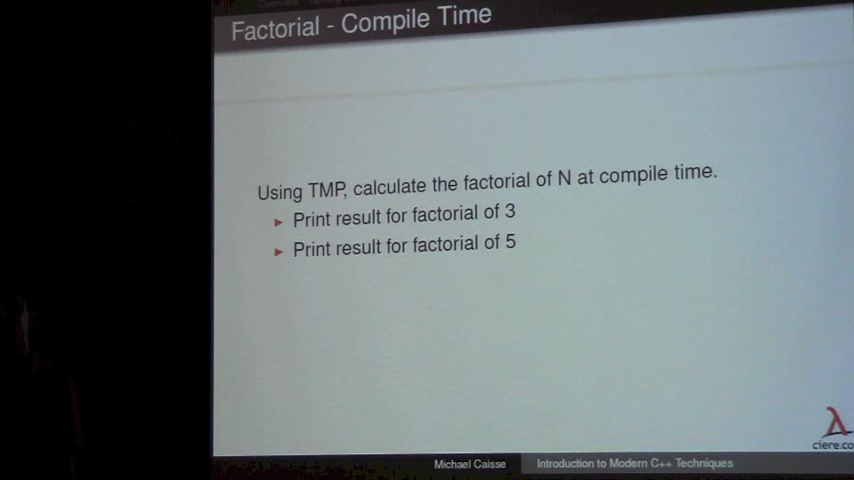 Factorial - Compile Time
Using TMP, calculate the factorial of N at compile time.
► Print result for factorial of 3
► Print result for factorial of 5
λ
ciere.co
Michael Caisse
Introduction to Modern C++ Techniques